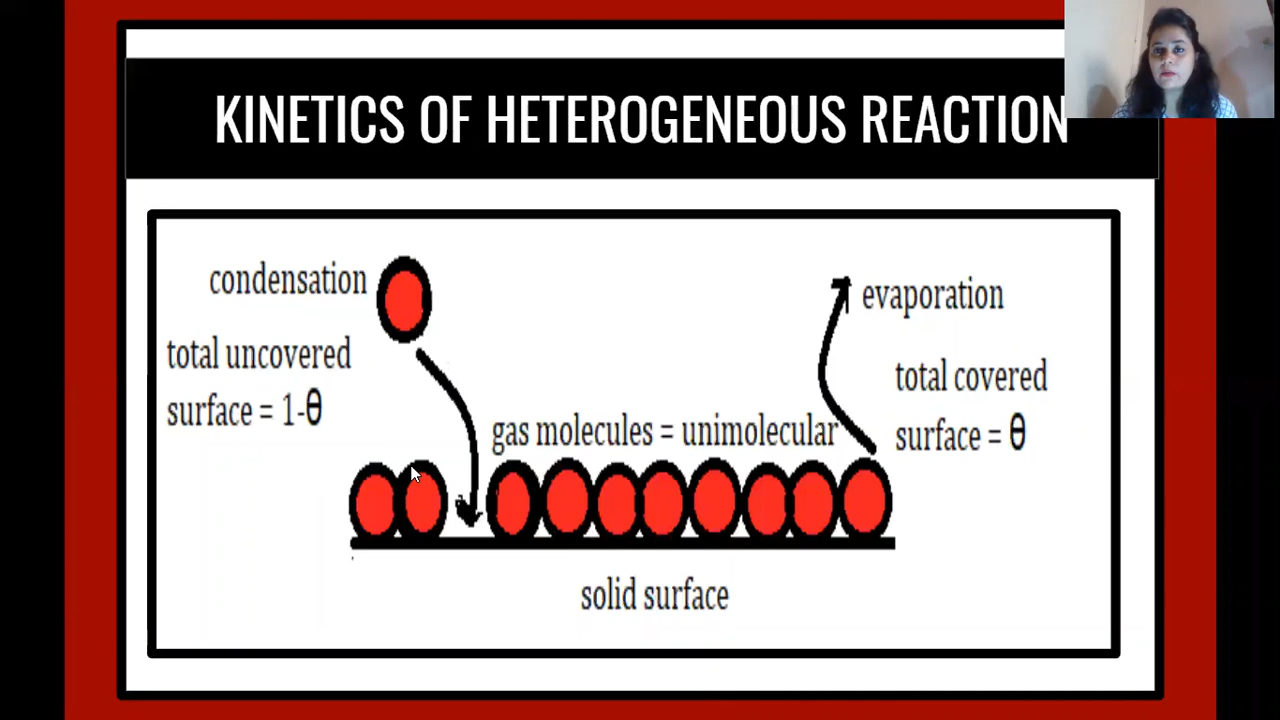 KINETICS OF HETEROGENEOUS REACTION
condensation
evaporation
total uncovered
surface = 1-θ
total covered
surface = θ
gas molecules = unimolecular
solid surface